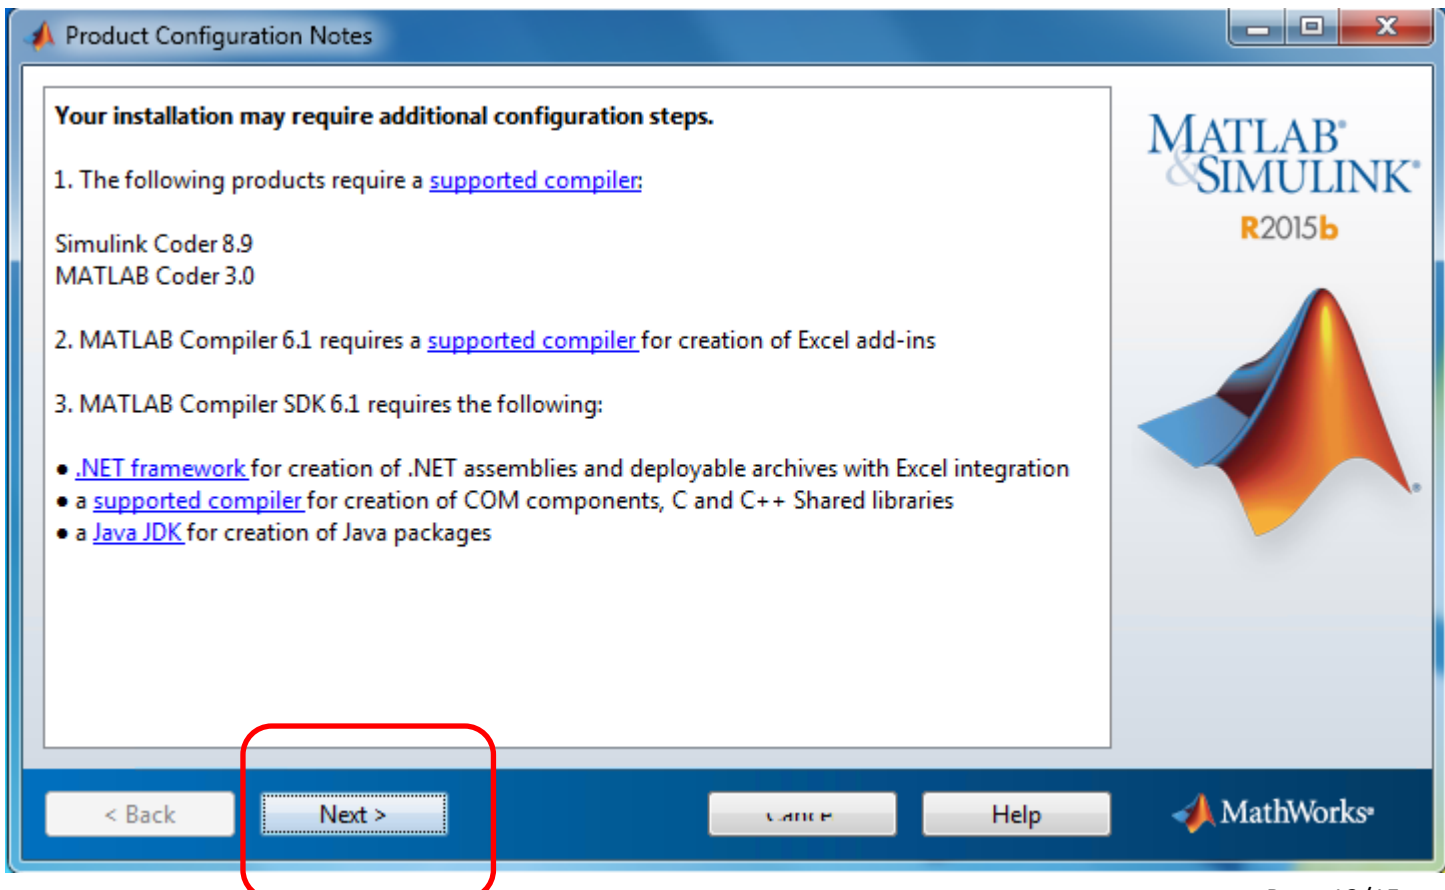 Product Configuration Notes
Your installation may require additional configuration steps.
1. The following products require a supported compiler:
Simulink Coder 8.9
MATLAB Coder 3.0
2. MATLAB Compiler 6.1 requires a supported compiler for creation of Excel add-ins
3. MATLAB Compiler SDK 6.1 requires the following:
● .NET framework for creation of .NET assemblies and deployable archives with Excel integration
● a supported compiler for creation of COM components, C and C++ Shared libraries
● a Java JDK for creation of Java packages
MATLAB®
&SIMULINK®
R2015b
< Back
Next >
Help
MathWorks®